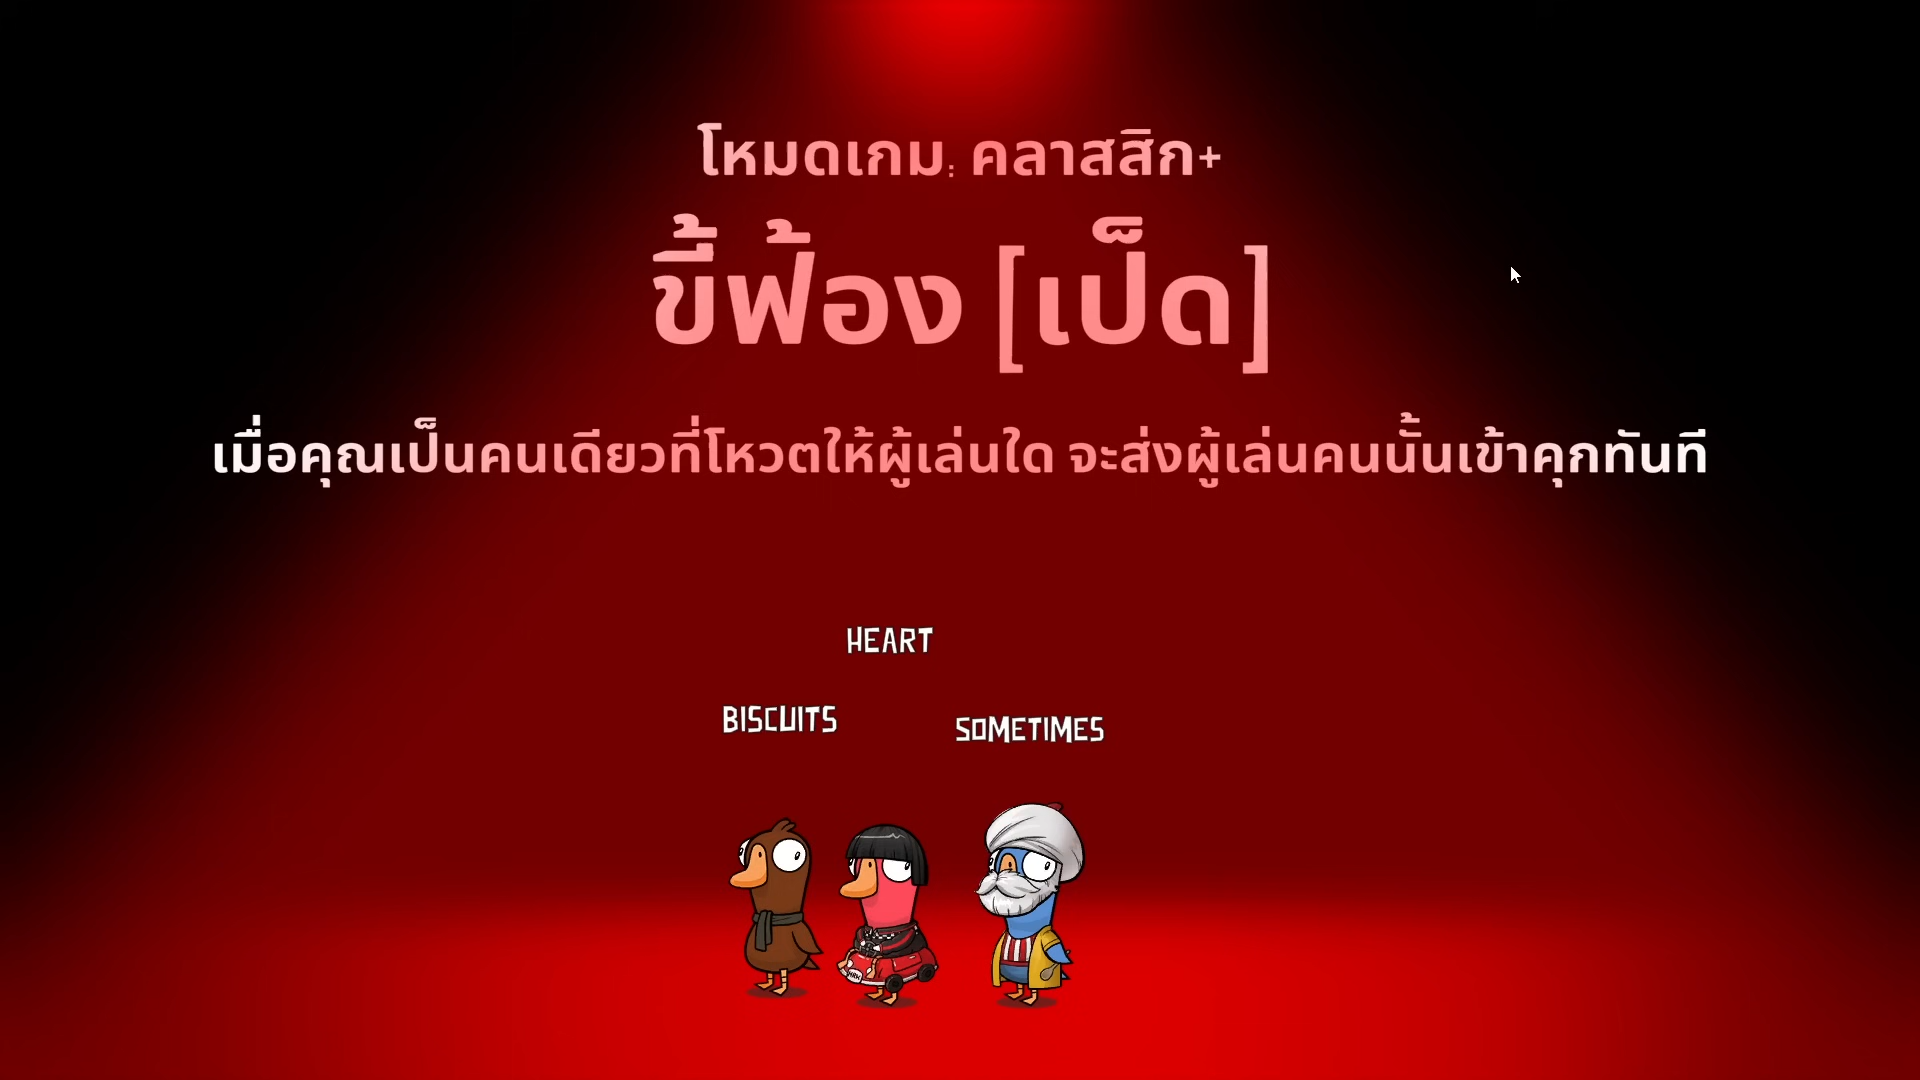 โหมดเกม: คลาสสิก+
ขี้ฟ้อง [เป็ด]
เมื่อคุณเป็นคนเดียวที่โหวตให้ผู้เล่นใด จะส่งผู้เล่นคนนั้นเข้าคุกทันที
HEART
BISCUITS
SOMETIMES